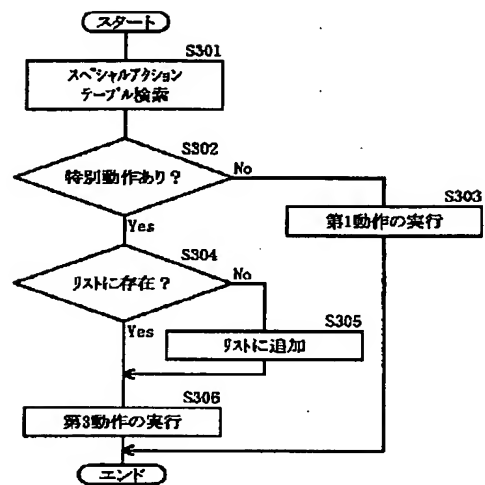 スタート
S301
スペシャルアクション
テーブル検索
S302
特別動作あり？
No
S303
第1動作の実行
Yes
S304
リストに存在？
No
S305
リストに追加
Yes
S306
第3動作の実行
エンド